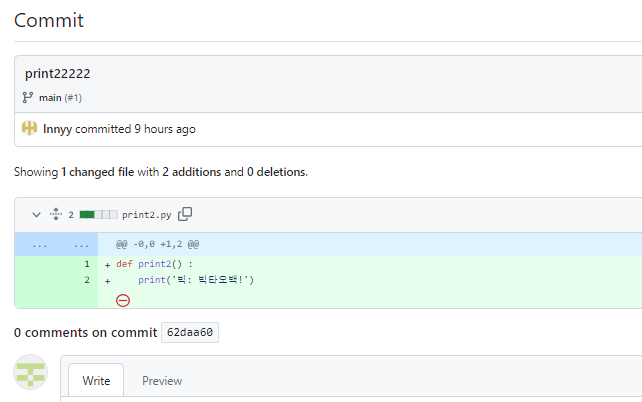 Commit
print22222
main (#1)
Innyy committed 9 hours ago
Showing 1 changed file with 2 additions and 0 deletions.
2 print2.py
... ... @@ -0,0 +1,2 @@
1 + def print2() :
2 + print('빅: 빅타오백!')
0 comments on commit 62daa60
Write Preview